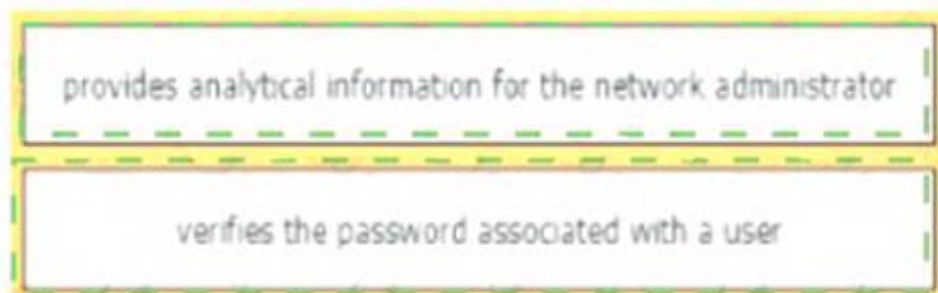 provides analytical information for the network administrator
verifies the password associated with a user